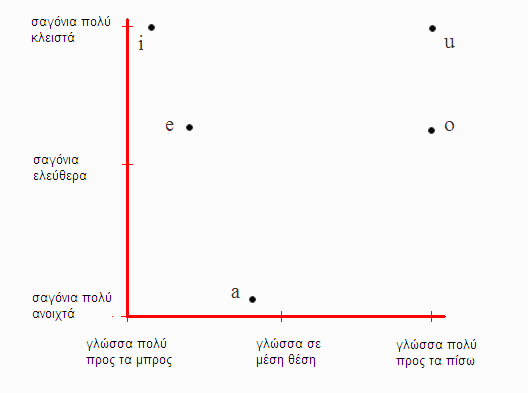 σαγόνια πολύ
κλειστά
i
u
e
o
σαγόνια
ελεύθερα
a
σαγόνια πολύ
ανοιχτά
γλώσσα πολύ
προς τα μπρος
γλώσσα σε
μέση θέση
γλώσσα πολύ
προς τα πίσω